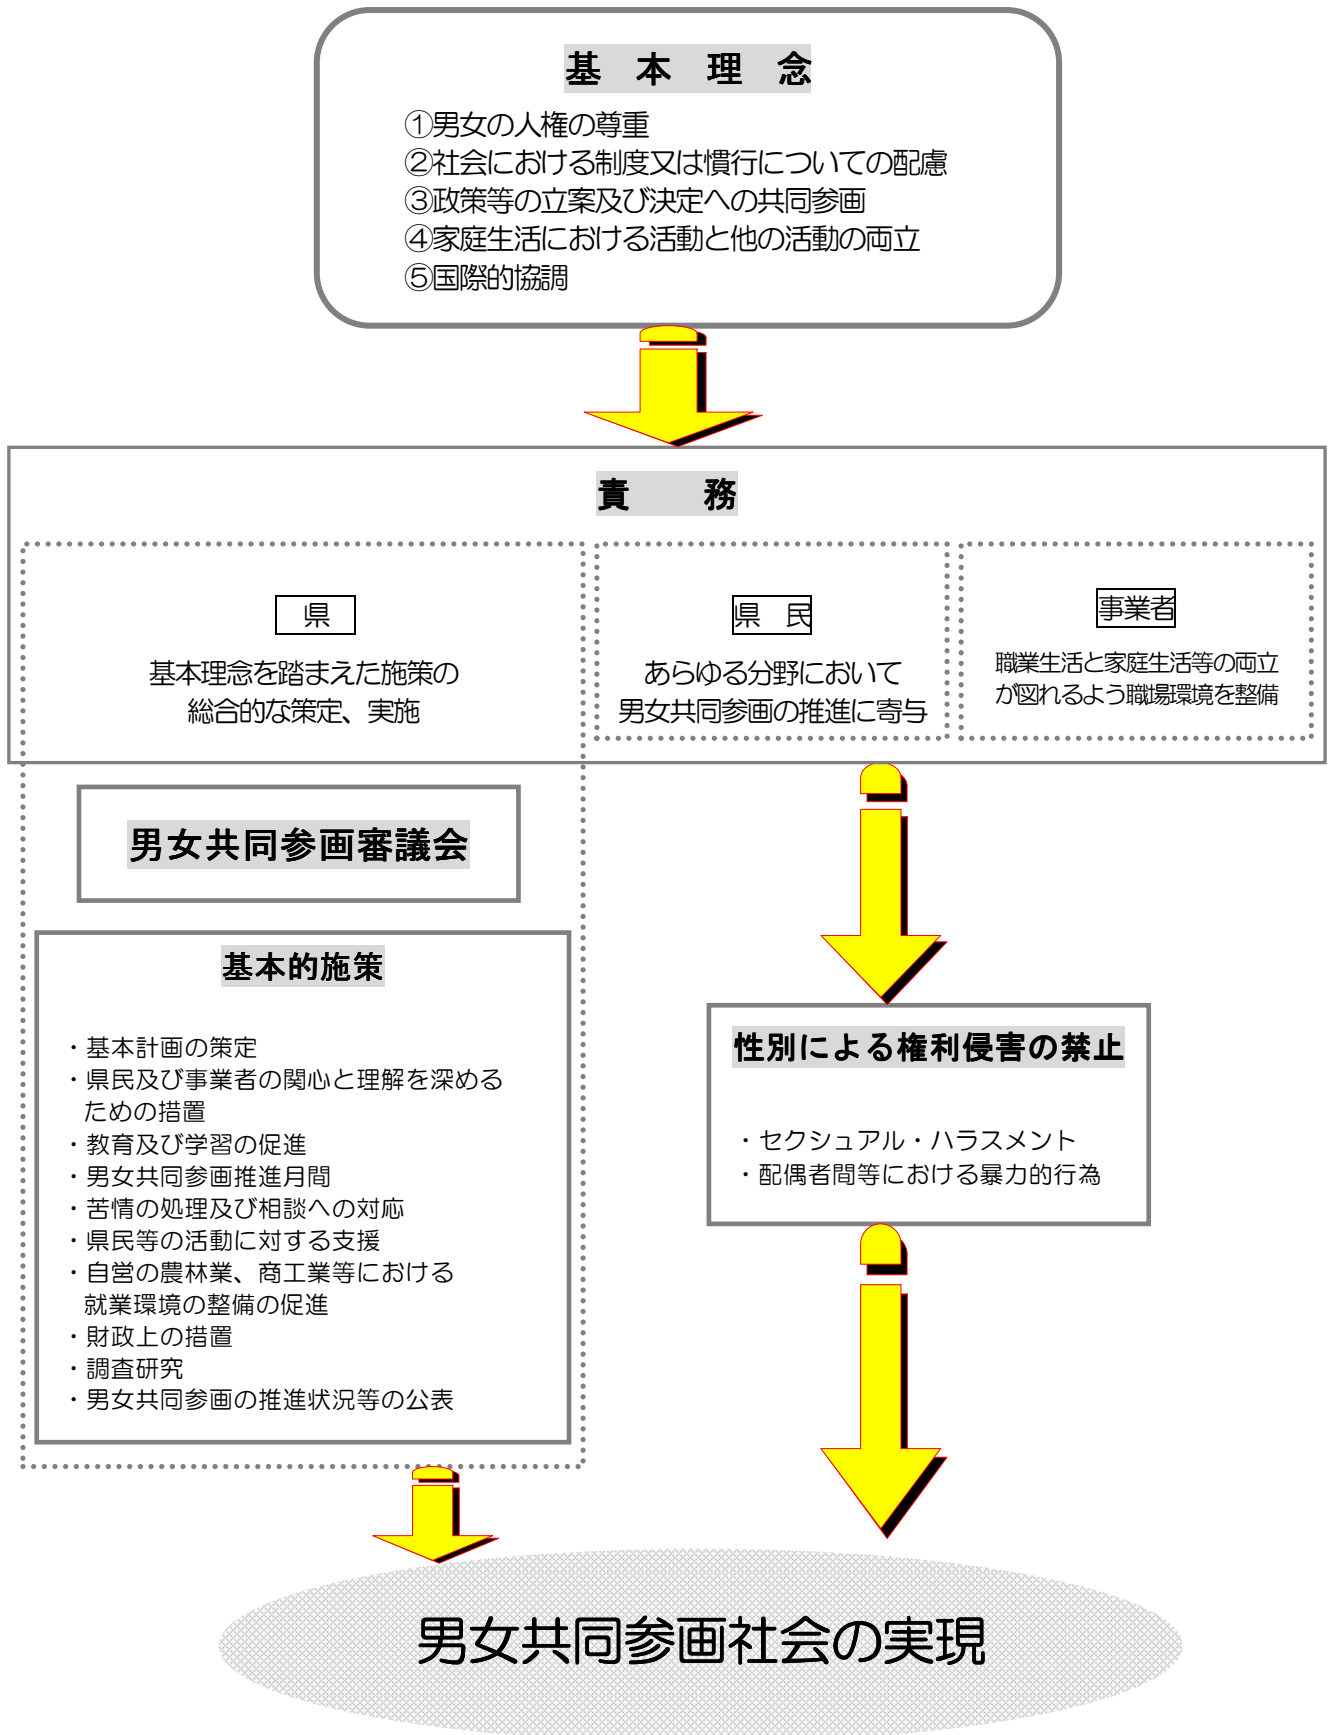 基　本　理　念
①男女の人権の尊重
②社会における制度又は慣行についての配慮
③政策等の立案及び決定への共同参画
④家庭生活における活動と他の活動の両立
⑤国際的協調
責　　務
県
基本理念を踏まえた施策の
総合的な策定、実施
県　民
あらゆる分野において
男女共同参画の推進に寄与
事業者
職業生活と家庭生活等の両立
が図れるよう職場環境を整備
男女共同参画審議会
基本的施策
・基本計画の策定
・県民及び事業者の関心と理解を深める
ための措置
・教育及び学習の促進
・男女共同参画推進月間
・苦情の処理及び相談への対応
・県民等の活動に対する支援
・自営の農林業、商工業等における
就業環境の整備の促進
・財政上の措置
・調査研究
・男女共同参画の推進状況等の公表
性別による権利侵害の禁止
・セクシュアル・ハラスメント
・配偶者間等における暴力的行為
男女共同参画社会の実現